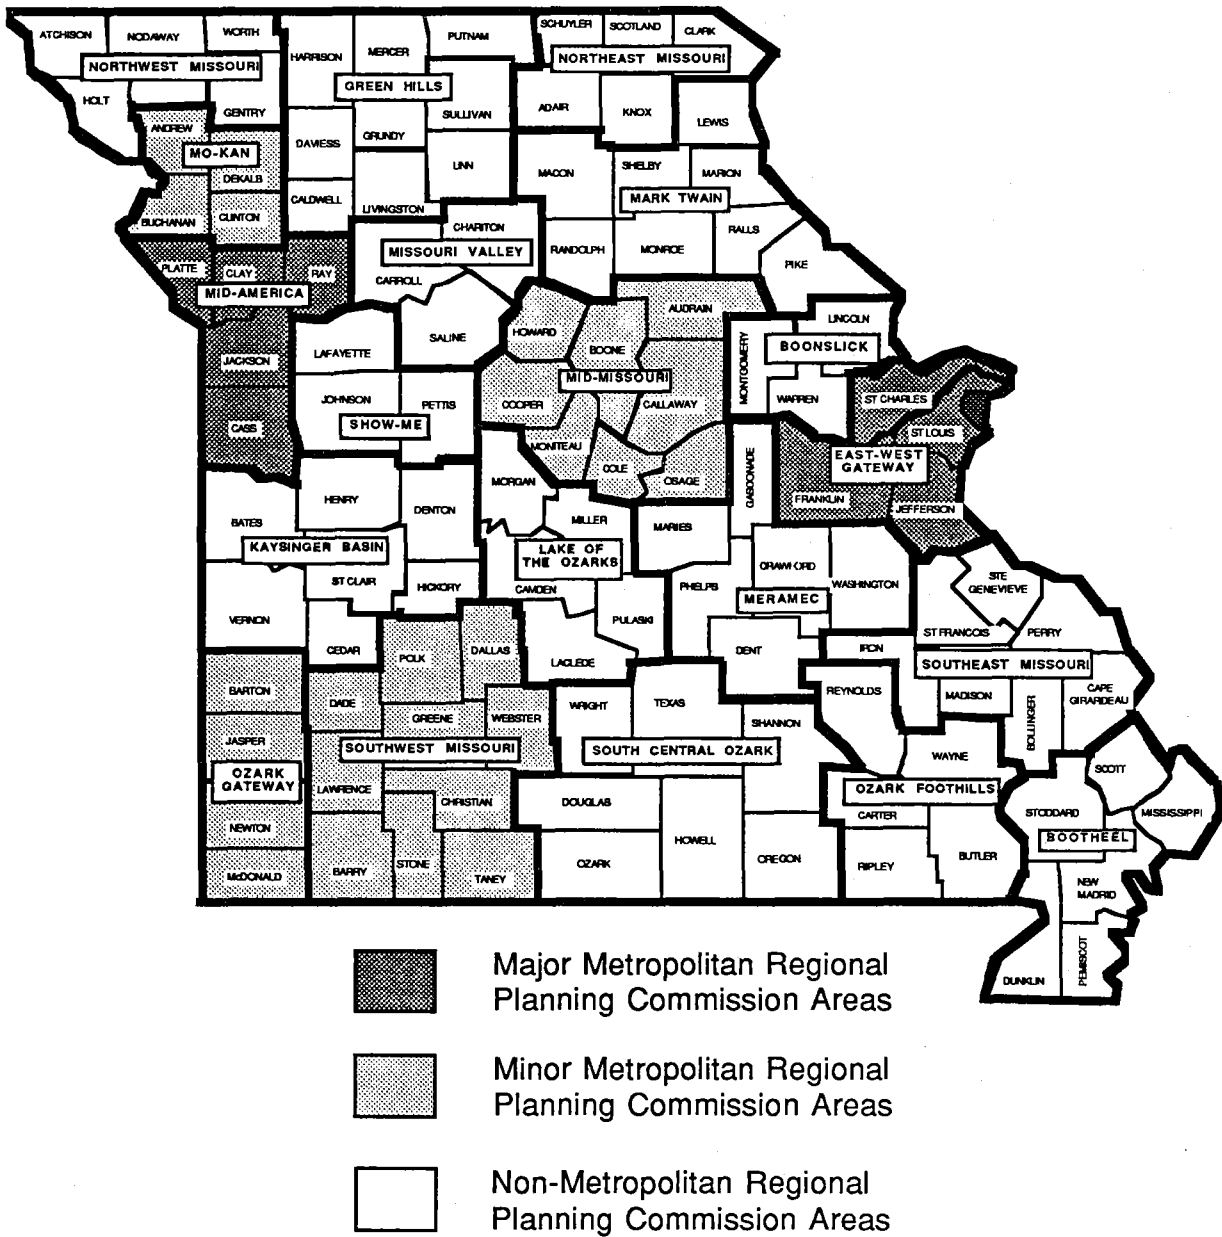 ATCHISON
NODAWAY
WORTH
HARRISON
MERCER
PUTNAM
SCHUYLER
SCOTLAND
CLARK
NORTHWEST MISSOURI
GREEN HILLS
NORTHEAST MISSOURI
HOLT
GENTRY
SULLIVAN
ADAIR
KNOX
LEWIS
ANDREW
MO-KAN
DEKALB
DAVIESS
GRUNDY
LINN
MACON
SHELBY
MARION
MARK TWAIN
BUCHANAN
CLINTON
CALDWELL
LIVINGSTON
CHARITON
MISSOURI VALLEY
RANDOLPH
MONROE
RALLS
PIKE
PLATTE
CLAY
RAY
MID-AMERICA
CARROLL
AUDRAIN
HOWARD
BOONE
LINCOLN
BOONSLICK
MONTGOMERY
JACKSON
LAFAYETTE
SALINE
MID-MISSOURI
WARREN
ST CHARLES
JOHNSON
PETTIS
SHOW-ME
COOPER
CALLAWAY
CASS
MONITEAU
COLE
OSAGE
GASCONADE
ST LOUIS
EAST-WEST
GATEWAY
FRANKLIN
JEFFERSON
BATES
HENRY
DENTON
MORGAN
MILLER
MARIES
KAYSINGER BASIN
LAKE OF
THE OZARKS
CRAWFORD
WASHINGTON
STE
GENEVIEVE
ST CLAIR
HICKORY
CAMDEN
PHELPS
MERAMEC
VERNON
CEDAR
PULASKI
ST FRANCOIS
PERRY
POLK
DALLAS
LACLEDE
DENT
IRON
SOUTHEAST MISSOURI
BARTON
DADE
GREENE
WEBSTER
WRIGHT
TEXAS
SHANNON
REYNOLDS
MADISON
BOLLINGER
CAPE
GIRARDEAU
JASPER
SOUTHWEST MISSOURI
SOUTH CENTRAL OZARK
WAYNE
OZARK
GATEWAY
LAWRENCE
CHRISTIAN
DOUGLAS
OZARK FOOTHILLS
CARTER
SCOTT
STODDARD
MISSISSIPPI
NEWTON
HOWELL
BOOTHEEL
McDONALD
BARRY
STONE
TANEY
OZARK
OREGON
RIPLEY
BUTLER
NEW
MADRID
DUNKLIN
PEMISCOT
Major Metropolitan Regional
Planning Commission Areas
Minor Metropolitan Regional
Planning Commission Areas
Non-Metropolitan Regional
Planning Commission Areas